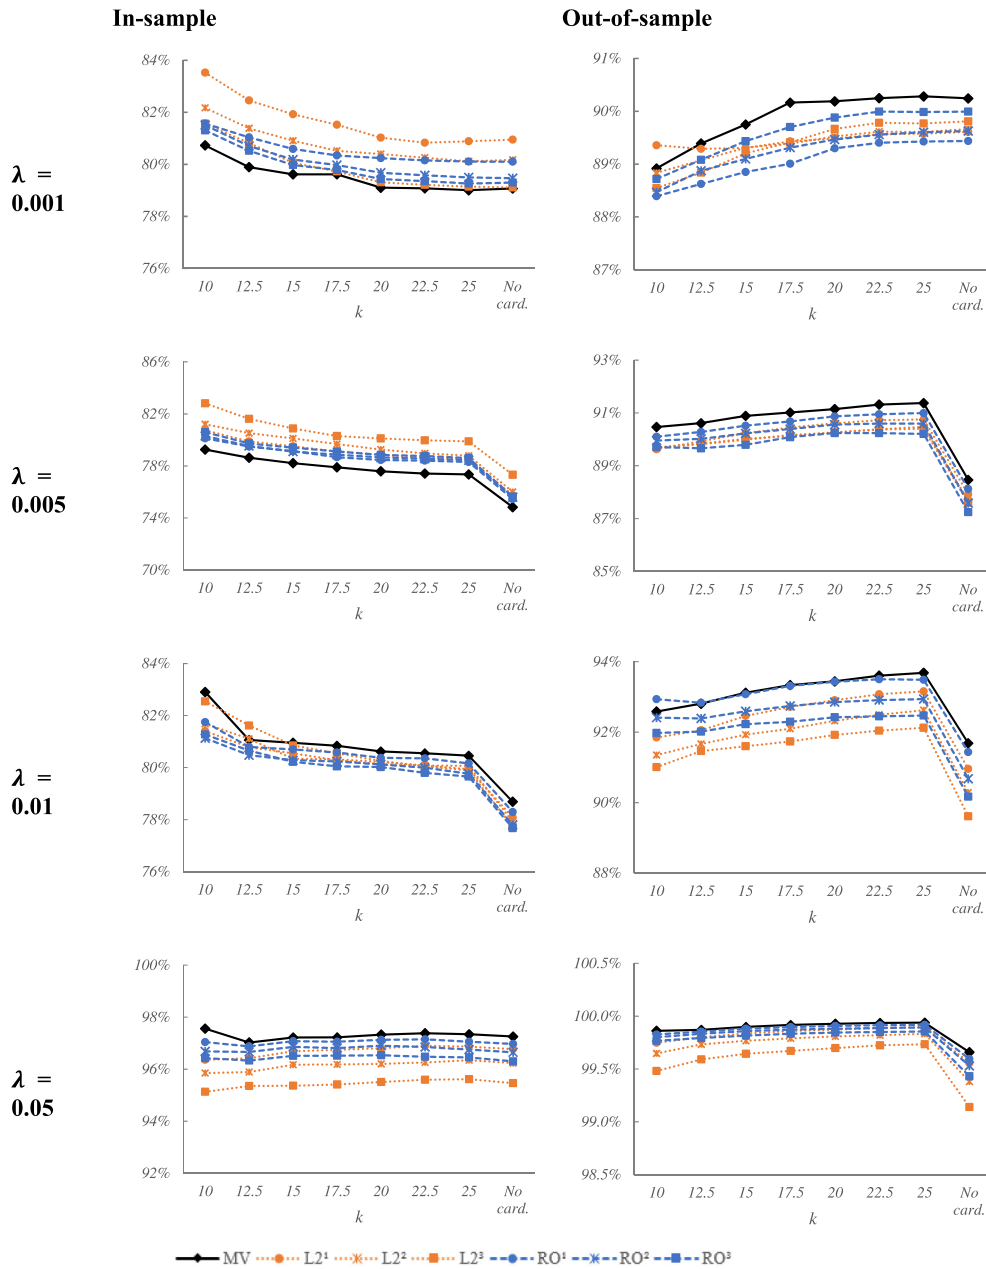 In-sample
Out-of-sample
λ =
0.001
84%
82%
80%
78%
76%
10 12.5 15 17.5 20 22.5 25 No
card.
k
91%
90%
89%
88%
87%
10 12.5 15 17.5 20 22.5 25 No
card.
k
λ =
0.005
86%
82%
78%
74%
70%
10 12.5 15 17.5 20 22.5 25 No
card.
k
93%
91%
89%
87%
85%
10 12.5 15 17.5 20 22.5 25 No
card.
k
λ =
0.01
84%
82%
80%
78%
76%
10 12.5 15 17.5 20 22.5 25 No
card.
k
94%
92%
90%
88%
10 12.5 15 17.5 20 22.5 25 No
card.
k
λ =
0.05
100%
98%
96%
94%
92%
10 12.5 15 17.5 20 22.5 25 No
card.
k
100.5%
100.0%
99.5%
99.0%
98.5%
10 12.5 15 17.5 20 22.5 25 No
card.
k
MV L2¹ L2² L2³ RO¹ RO² RO³